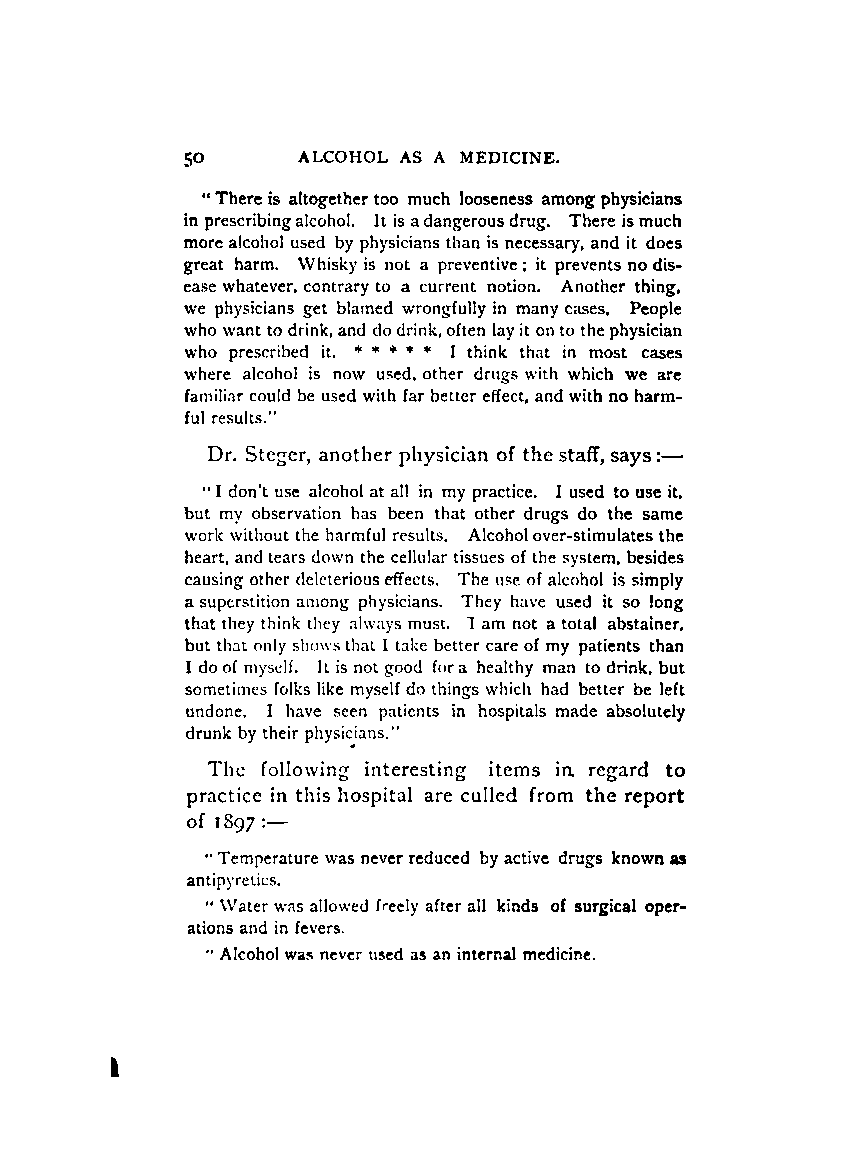 50 ALCOHOL AS A MEDICINE.
"There is altogether too much looseness among physicians
in prescribing alcohol. It is a dangerous drug. There is much
more alcohol used by physicians than is necessary, and it does
great harm. Whisky is not a preventive; it prevents no dis-
ease whatever, contrary to a current notion. Another thing,
we physicians get blamed wrongfully in many cases. People
who want to drink, and do drink, often lay it on to the physician
who prescribed it. * * * * * I think that in most cases
where alcohol is now used, other drugs with which we are
familiar could be used with far better effect, and with no harm-
ful results."
Dr. Steger, another physician of the staff, says:—
"I don't use alcohol at all in my practice. I used to use it,
but my observation has been that other drugs do the same
work without the harmful results. Alcohol over-stimulates the
heart, and tears down the cellular tissues of the system, besides
causing other deleterious effects. The use of alcohol is simply
a superstition among physicians. They have used it so long
that they think they always must. I am not a total abstainer,
but that only shows that I take better care of my patients than
I do of myself. It is not good for a healthy man to drink, but
sometimes folks like myself do things which had better be left
undone. I have seen patients in hospitals made absolutely
drunk by their physicians."
The following interesting items in regard to
practice in this hospital are culled from the report
of 1897:—
"Temperature was never reduced by active drugs known as
antipyretics.
"Water was allowed freely after all kinds of surgical oper-
ations and in fevers.
"Alcohol was never used as an internal medicine.